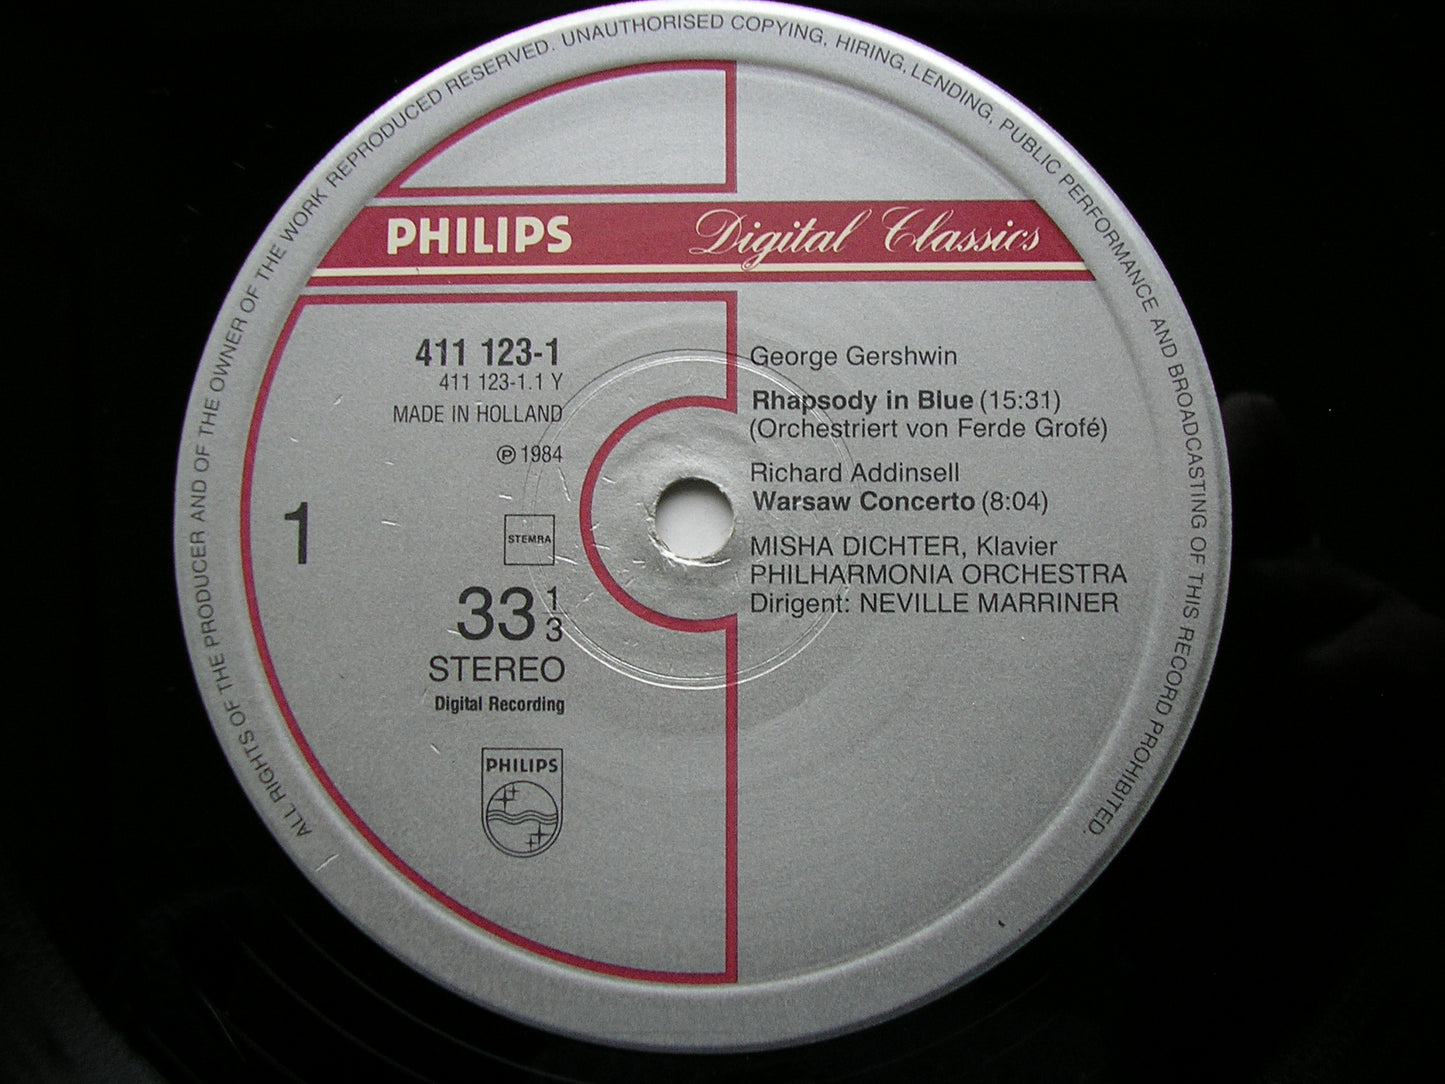 ALL RIGHTS OF THE PRODUCER AND OF THE OWNER OF THE WORK REPRODUCED RESERVED. UNAUTHORISED COPYING, HIRING, LENDING, PUBLIC PERFORMANCE AND BROADCASTING OF THIS RECORD PROHIBITED.
PHILIPS Digital Classics
411 123-1
411 123-1.1 Y
MADE IN HOLLAND
℗ 1984
1
STEMRA
33 1/3
STEREO
Digital Recording
PHILIPS
George Gershwin
Rhapsody in Blue (15:31)
(Orchestriert von Ferde Grofé)
Richard Addinsell
Warsaw Concerto (8:04)
MISHA DICHTER, Klavier
PHILHARMONIA ORCHESTRA
Dirigent: NEVILLE MARRINER